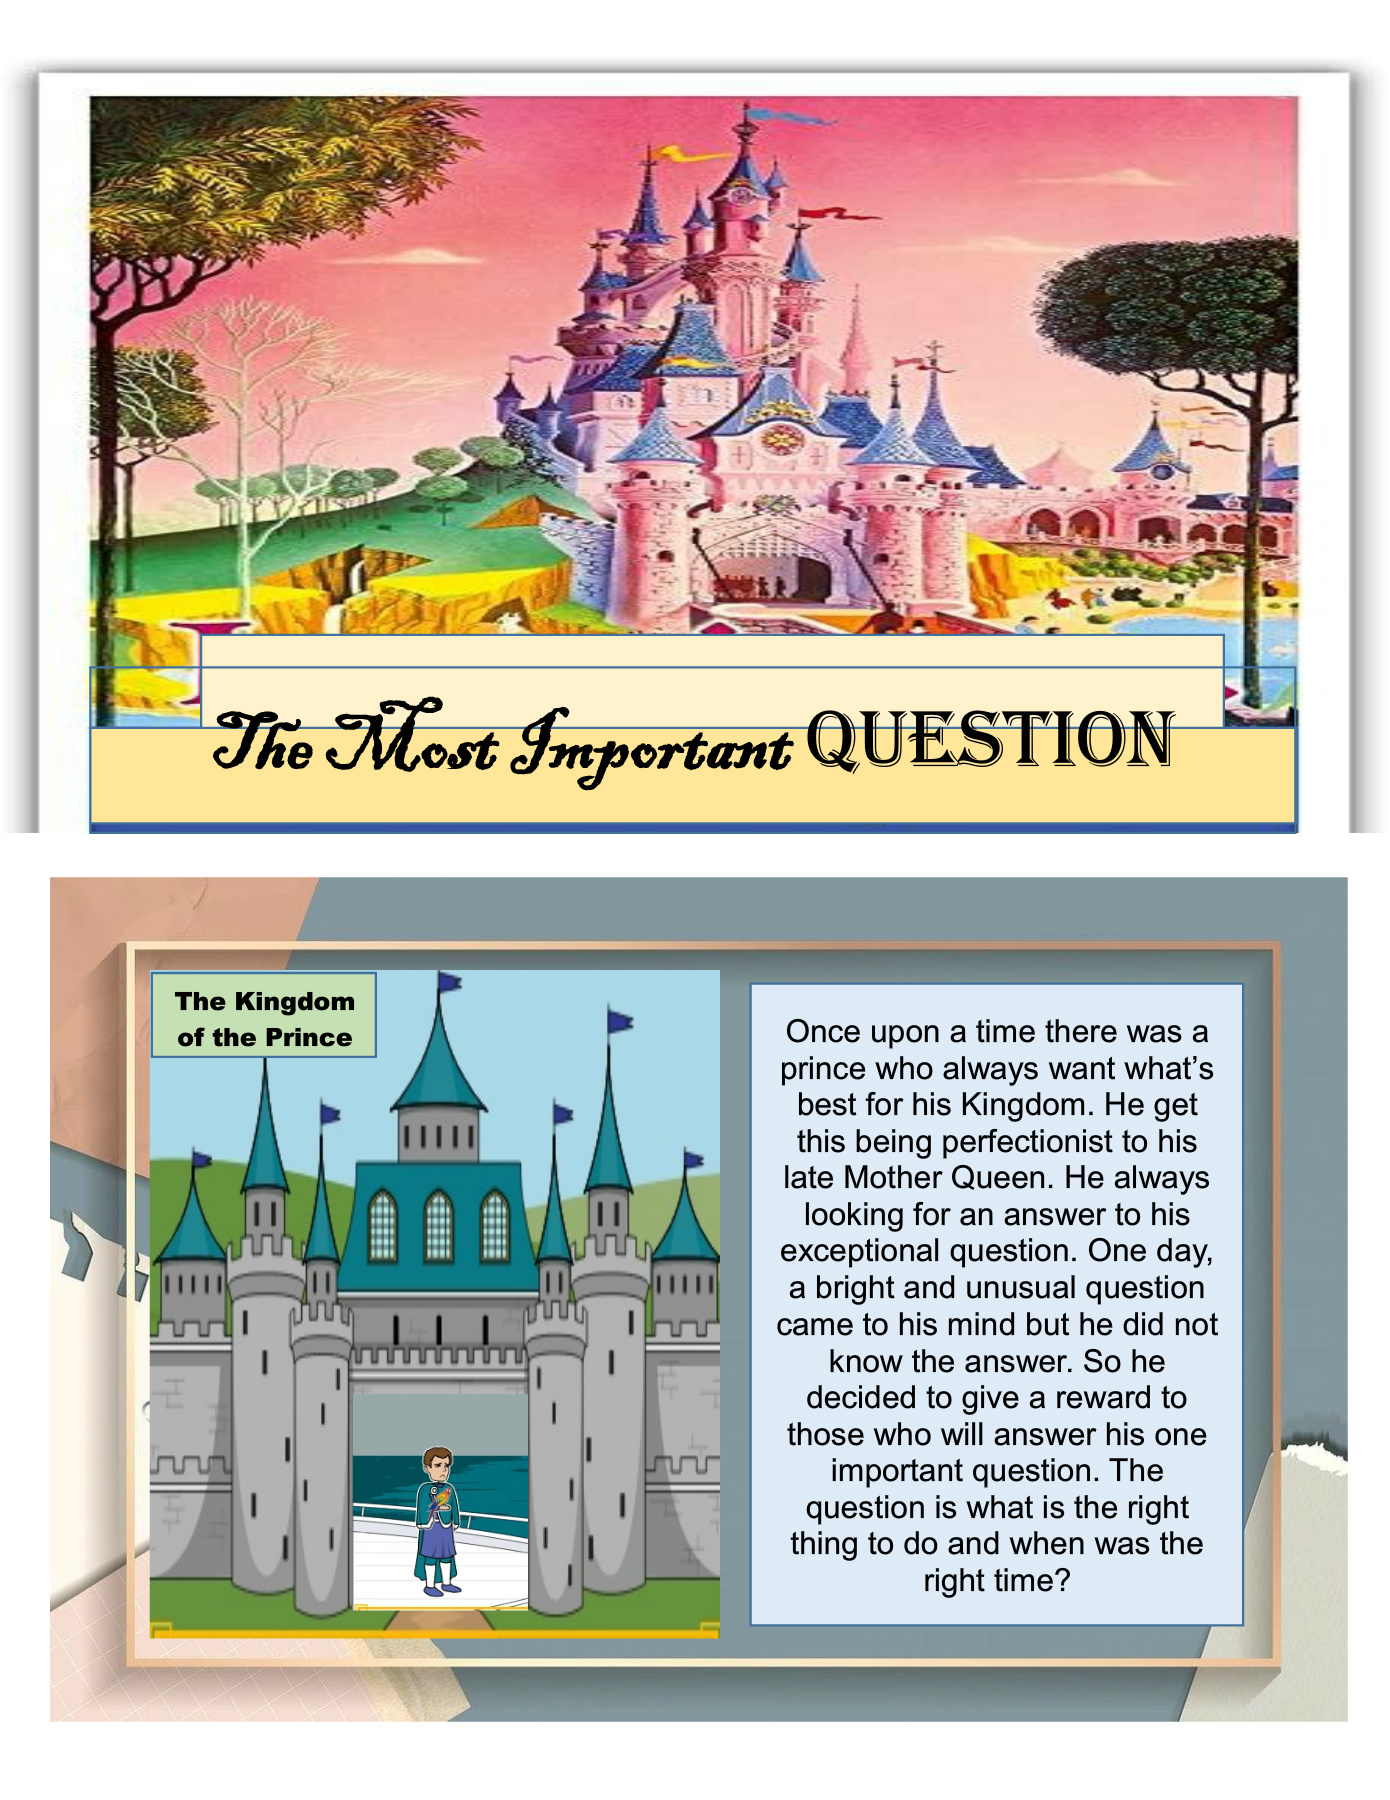 The Most Important QUESTION
The Kingdom
of the Prince
Once upon a time there was a
prince who always want what’s
best for his Kingdom. He get
this being perfectionist to his
late Mother Queen. He always
looking for an answer to his
exceptional question. One day,
a bright and unusual question
came to his mind but he did not
know the answer. So he
decided to give a reward to
those who will answer his one
important question. The
question is what is the right
thing to do and when was the
right time?